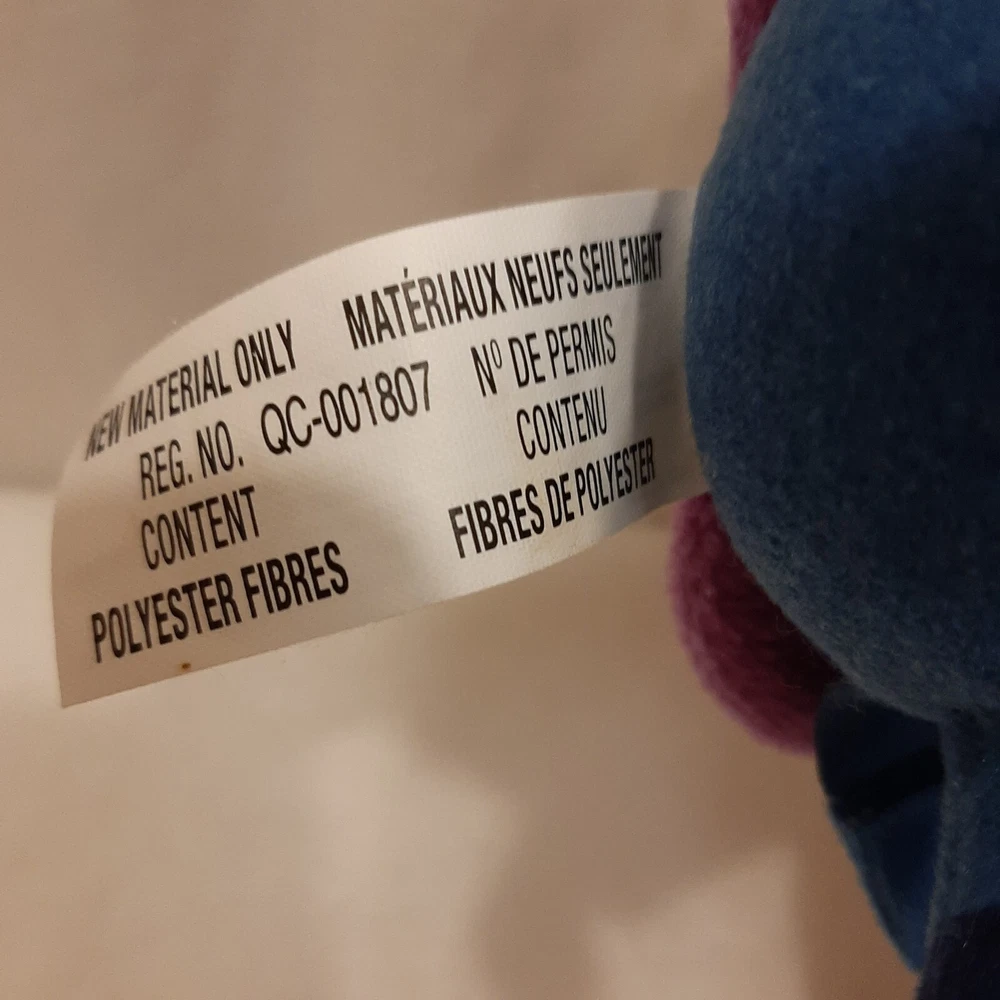 NEW MATERIAL ONLY MATÉRIAUX NEUFS SEULEMENT
REG. NO. QC-001807 Nº DE PERMIS
CONTENT CONTENU
POLYESTER FIBRES FIBRES DE POLYESTER